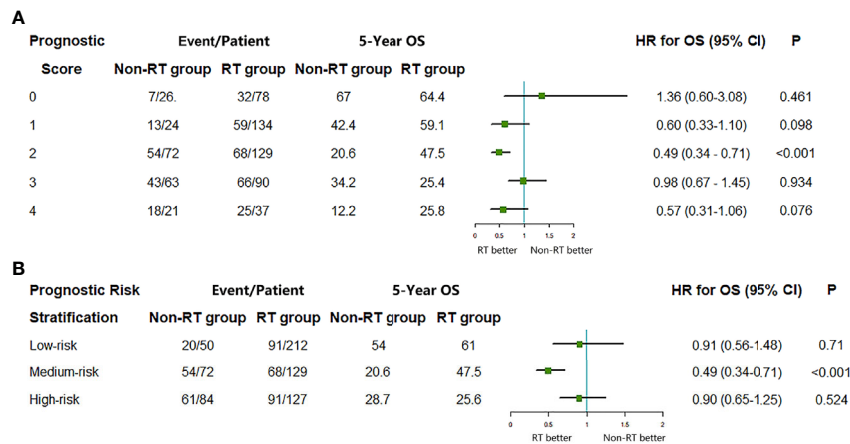 A
Prognostic Event/Patient 5-Year OS HR for OS (95% CI) P
Score Non-RT group RT group Non-RT group RT group
0 7/26. 32/78 67 64.4 1.36 (0.60-3.08) 0.461
1 13/24 59/134 42.4 59.1 0.60 (0.33-1.10) 0.098
2 54/72 68/129 20.6 47.5 0.49 (0.34 - 0.71) <0.001
3 43/63 66/90 34.2 25.4 0.98 (0.67 - 1.45) 0.934
4 18/21 25/37 12.2 25.8 0.57 (0.31-1.06) 0.076
0 0.5 1 1.5 2
RT better Non-RT better
B
Prognostic Risk Event/Patient 5-Year OS HR for OS (95% CI) P
Stratification Non-RT group RT group Non-RT group RT group
Low-risk 20/50 91/212 54 61 0.91 (0.56-1.48) 0.71
Medium-risk 54/72 68/129 20.6 47.5 0.49 (0.34-0.71) <0.001
High-risk 61/84 91/127 28.7 25.6 0.90 (0.65-1.25) 0.524
0 0.5 1 1.5 2
RT better Non-RT better